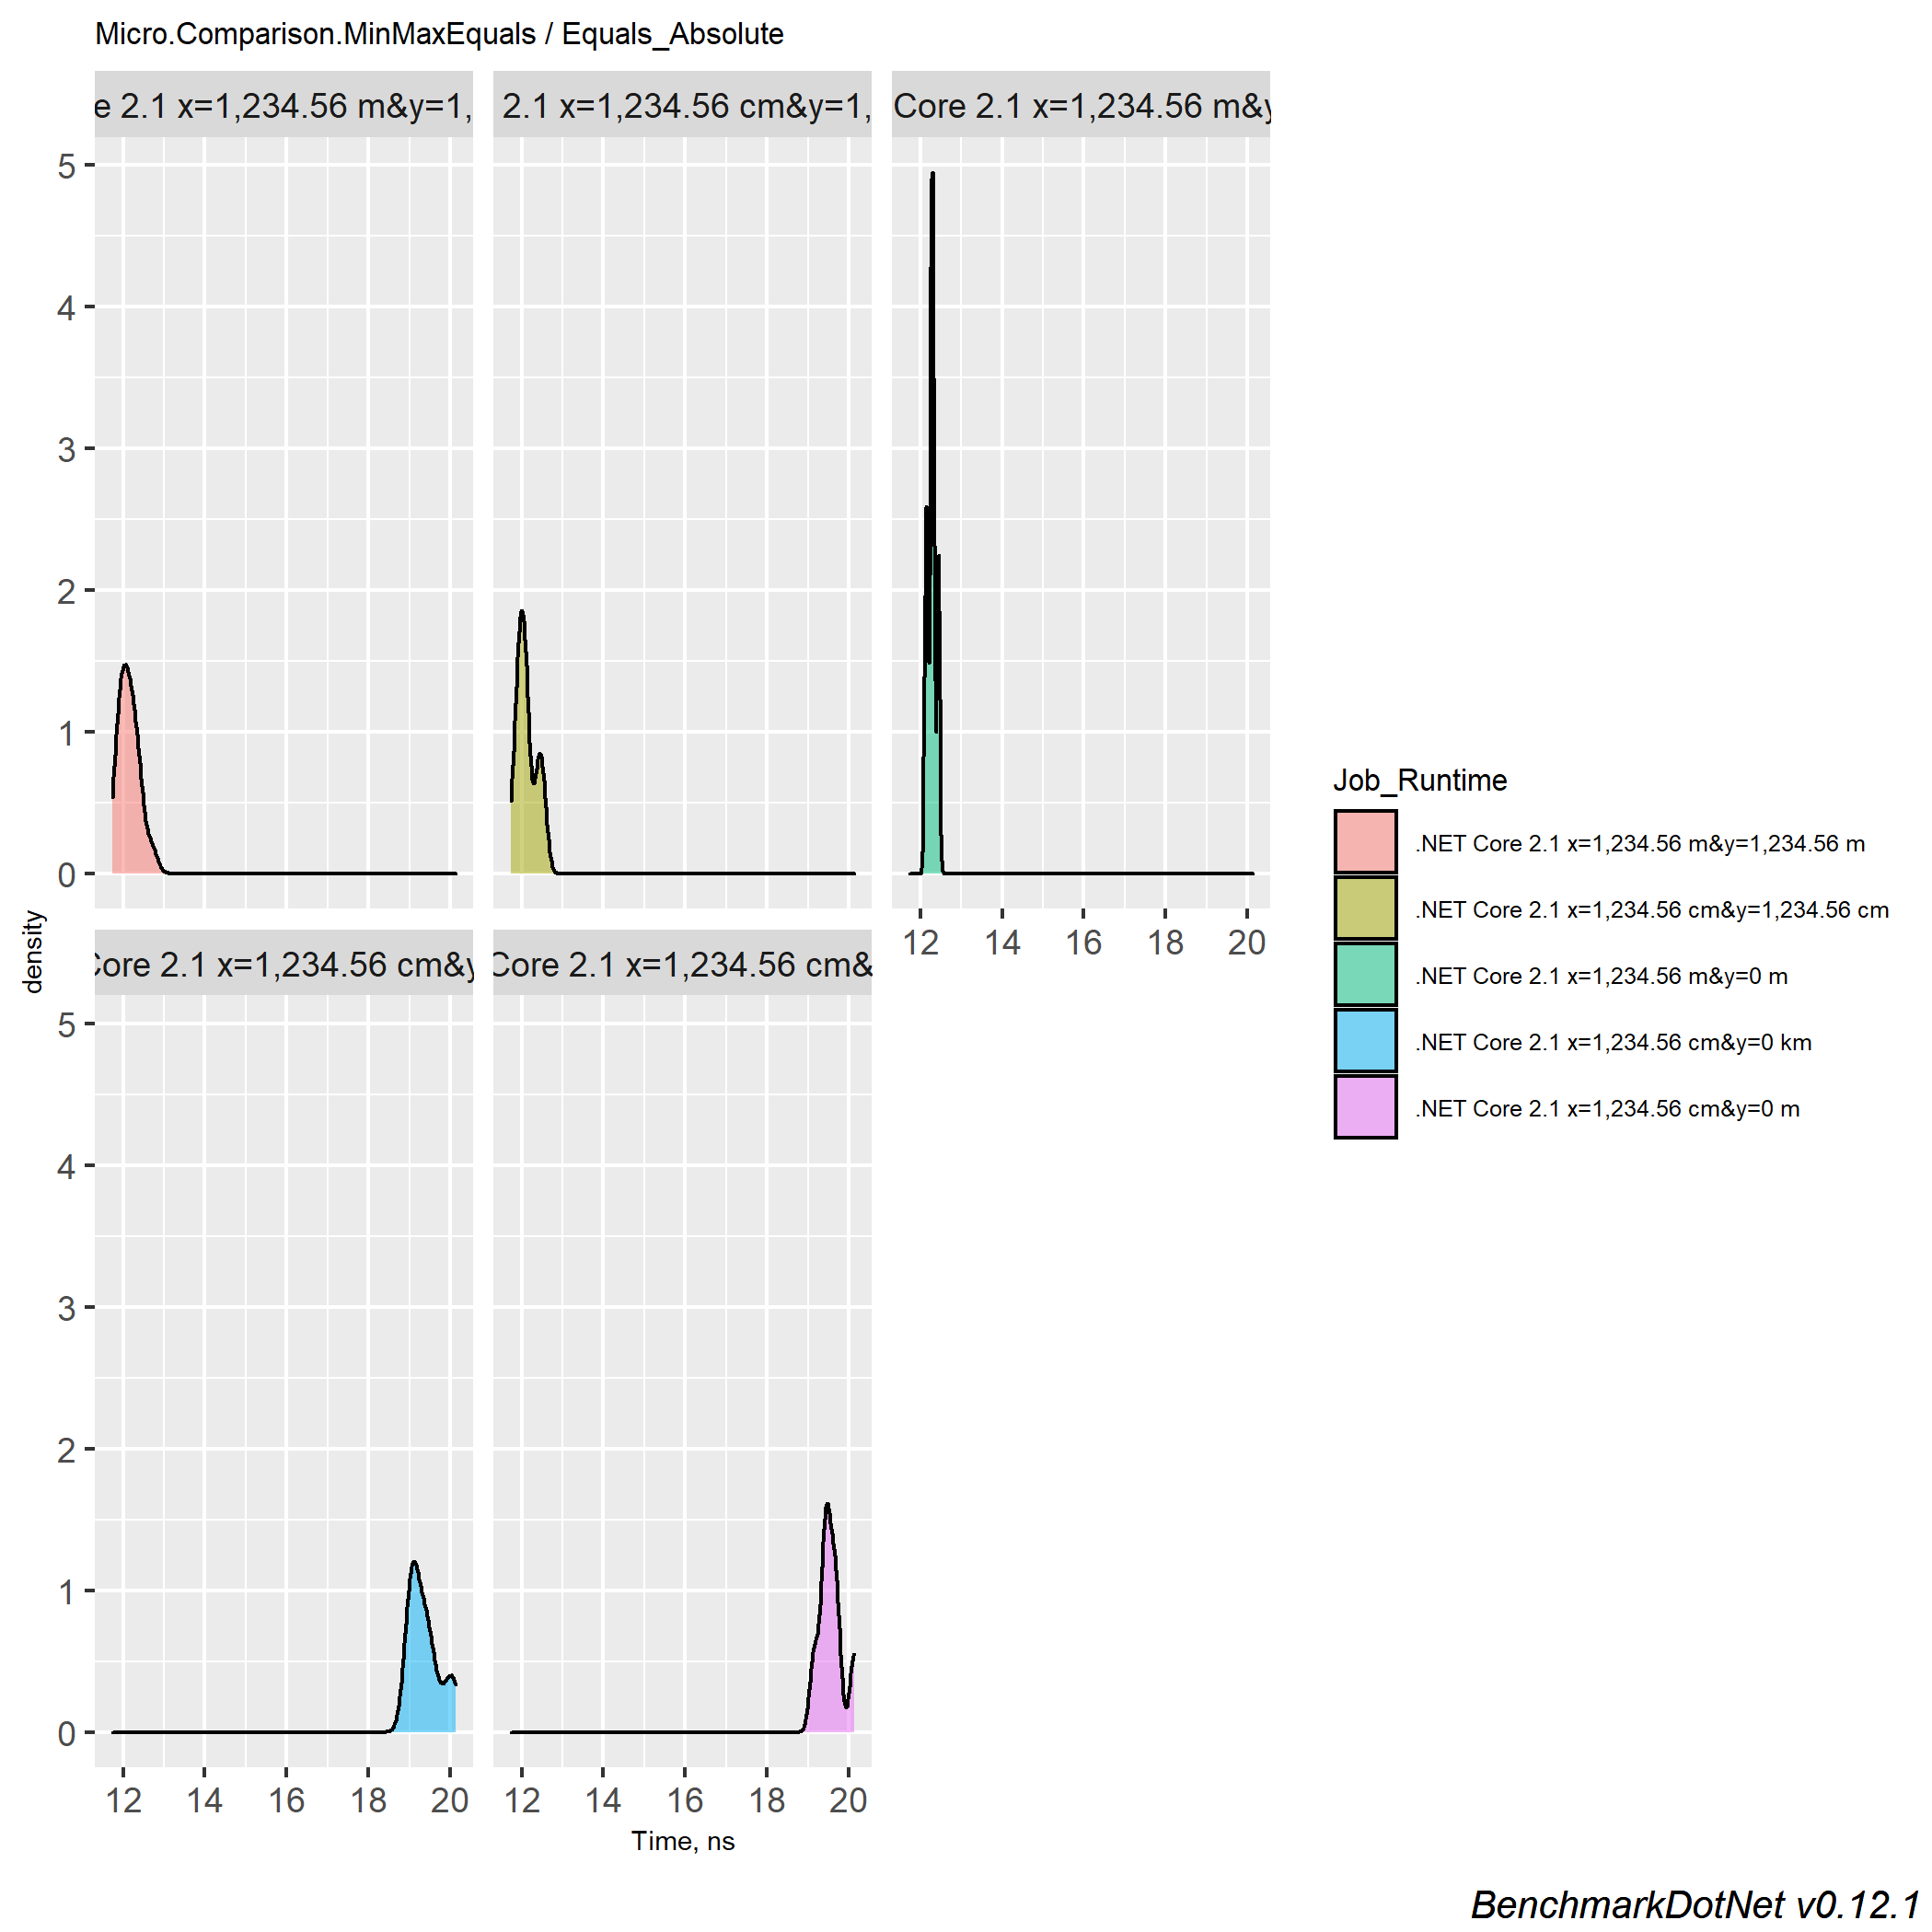 Micro.Comparison.MinMaxEquals / Equals_Absolute
e 2.1 x=1,234.56 m&y=1,
2.1 x=1,234.56 cm&y=1,
Core 2.1 x=1,234.56 m&y
5
4
3
2
1
0
12 14 16 18 20
density
Core 2.1 x=1,234.56 cm&y
Core 2.1 x=1,234.56 cm&
5
4
3
2
1
0
12 14 16 18 20
12 14 16 18 20
Time, ns
Job_Runtime
.NET Core 2.1 x=1,234.56 m&y=1,234.56 m
.NET Core 2.1 x=1,234.56 cm&y=1,234.56 cm
.NET Core 2.1 x=1,234.56 m&y=0 m
.NET Core 2.1 x=1,234.56 cm&y=0 km
.NET Core 2.1 x=1,234.56 cm&y=0 m
BenchmarkDotNet v0.12.1